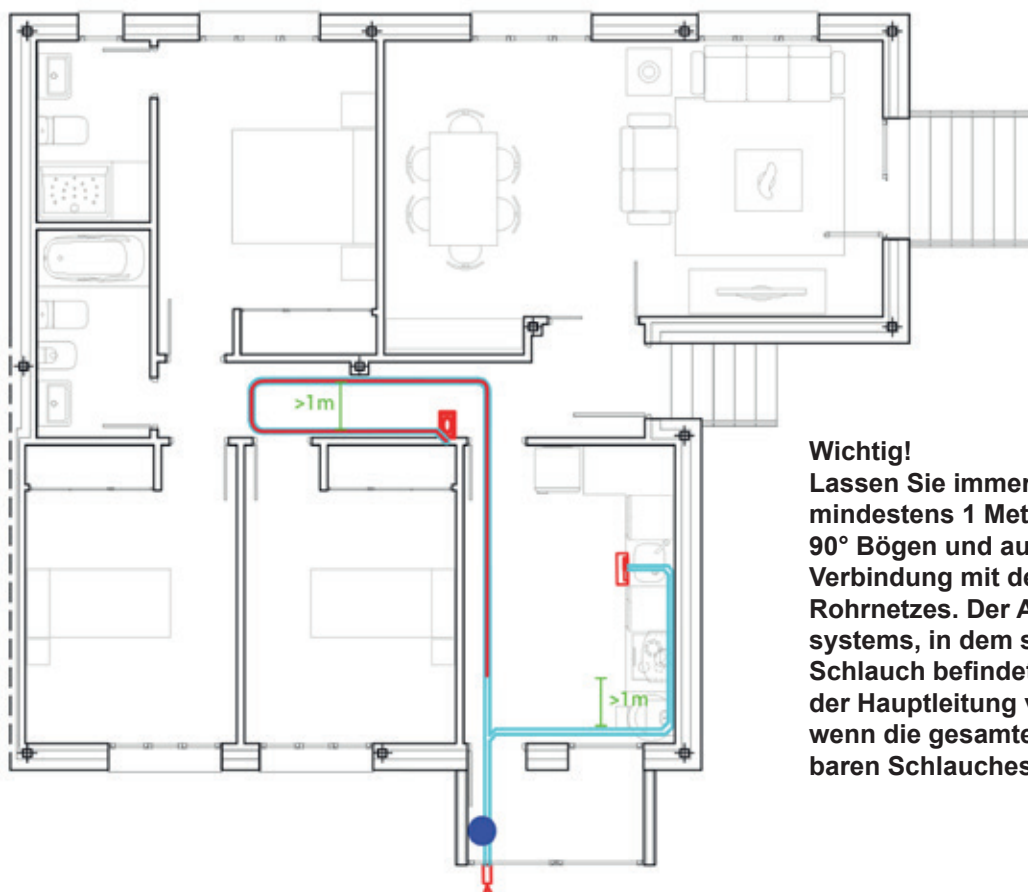 >1m
>1m
Wichtig!
Lassen Sie immer
mindestens 1 Met
90° Bögen und au
Verbindung mit de
Rohrnetzes. Der A
systems, in dem s
Schlauch befindet
der Hauptleitung v
wenn die gesamte
baren Schlauches